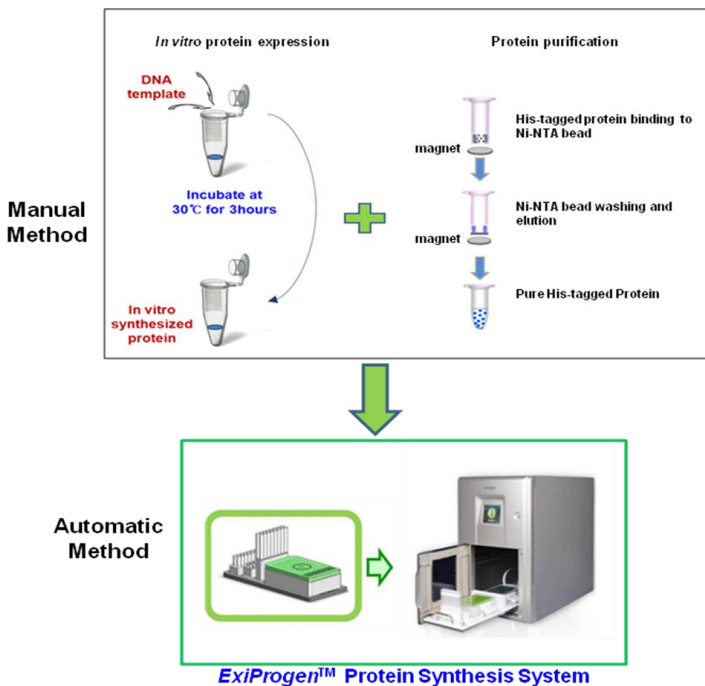 In vitro protein expression
Protein purification
DNA
template
Incubate at
30℃ for 3hours
In vitro
synthesized
protein
His-tagged protein binding to
Ni-NTA bead
magnet
Ni-NTA bead washing and
elution
magnet
Pure His-tagged Protein
Manual
Method
Automatic
Method
ExiProgen™ Protein Synthesis System